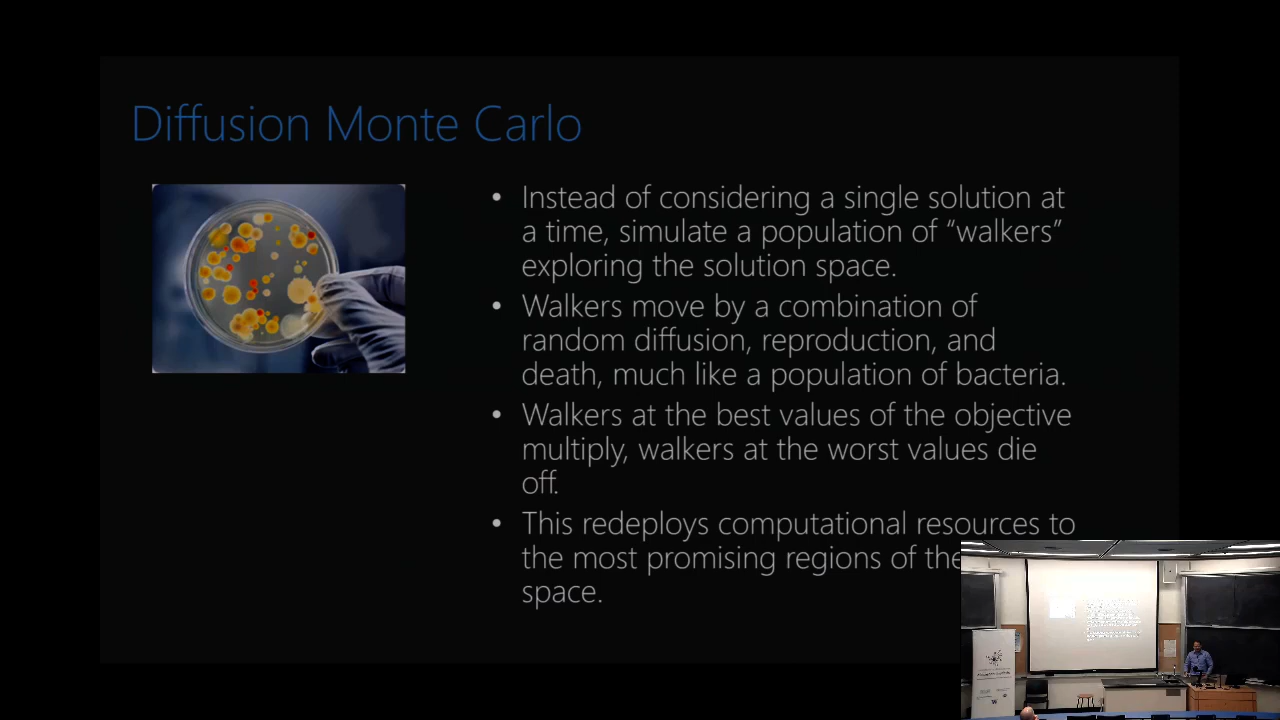 Diffusion Monte Carlo
• Instead of considering a single solution at
a time, simulate a population of “walkers”
exploring the solution space.
• Walkers move by a combination of
random diffusion, reproduction, and
death, much like a population of bacteria.
• Walkers at the best values of the objective
multiply, walkers at the worst values die
off.
• This redeploys computational resources to
the most promising regions of the
space.